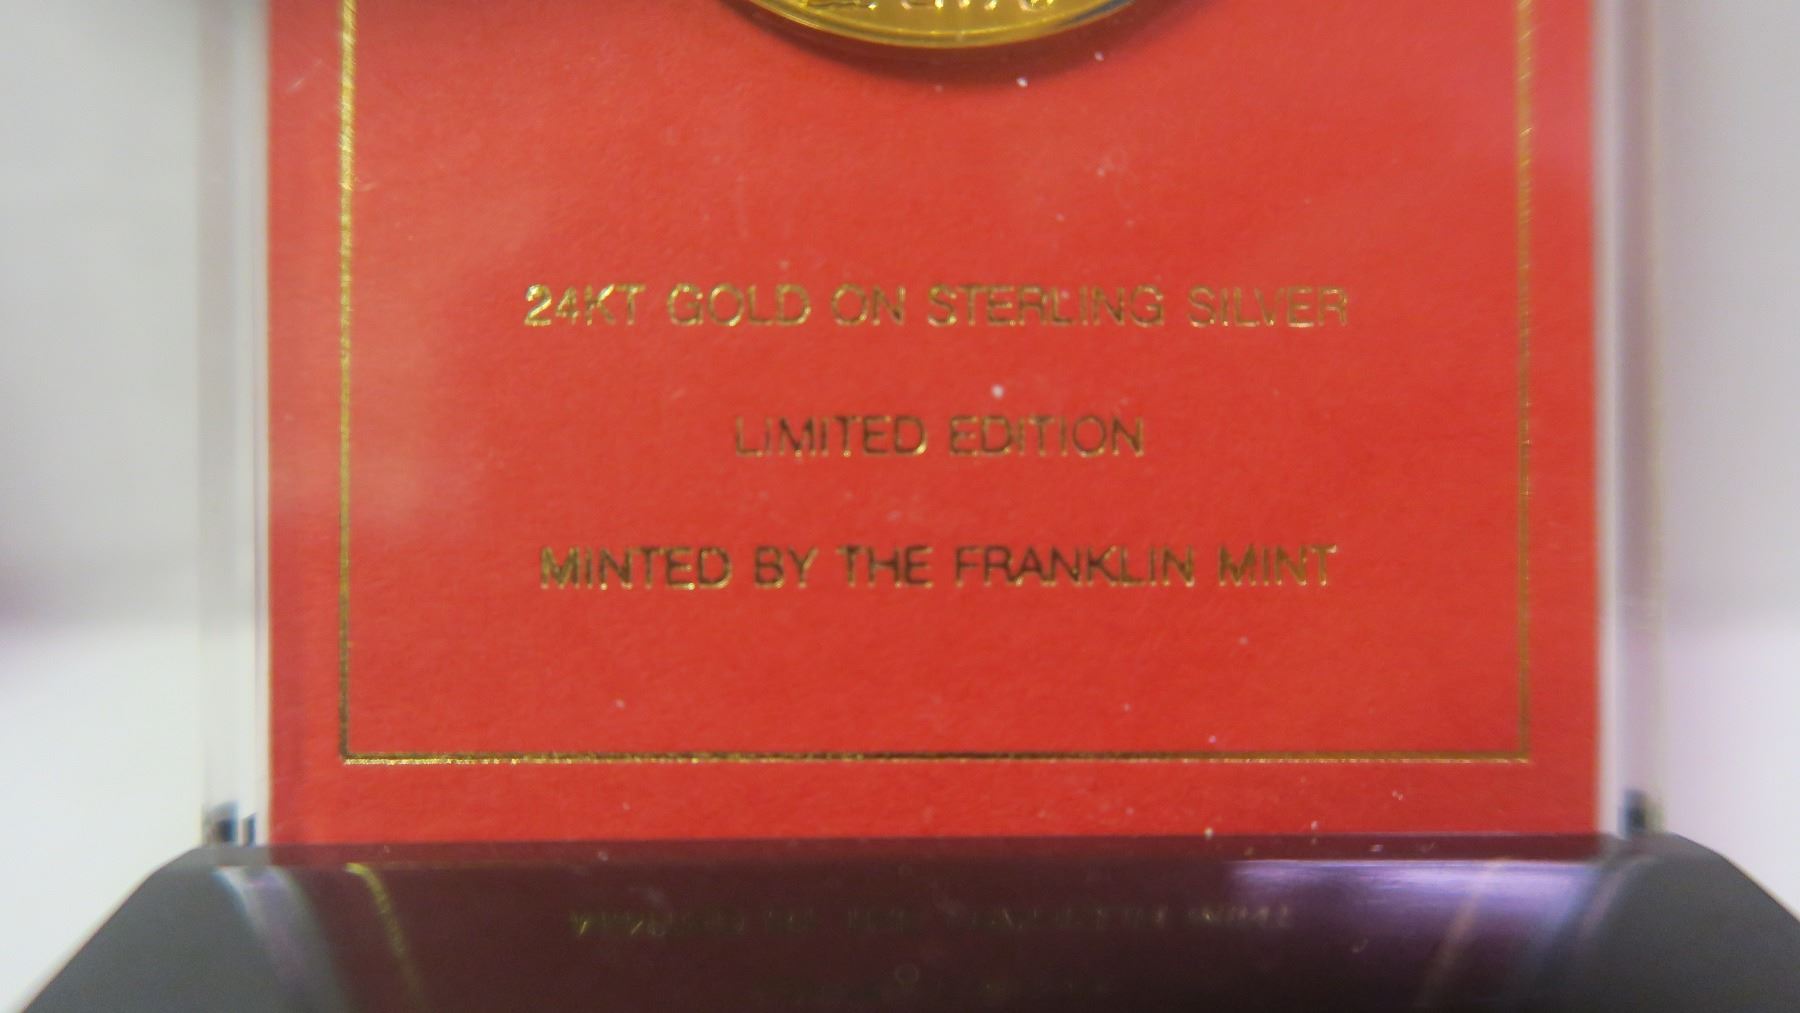 24KT GOLD ON STERLING SILVER
LIMITED EDITION
MINTED BY THE FRANKLIN MINT